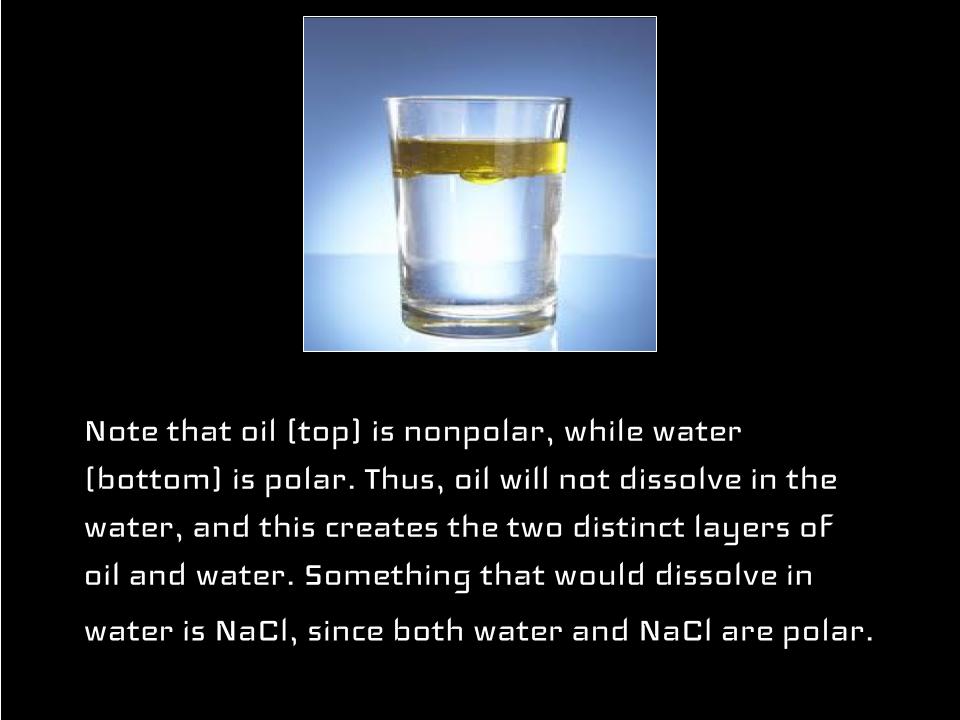 Note that oil (top) is nonpolar, while water
(bottom) is polar. Thus, oil will not dissolve in the
water, and this creates the two distinct layers of
oil and water. Something that would dissolve in
water is NaCl, since both water and NaCl are polar.